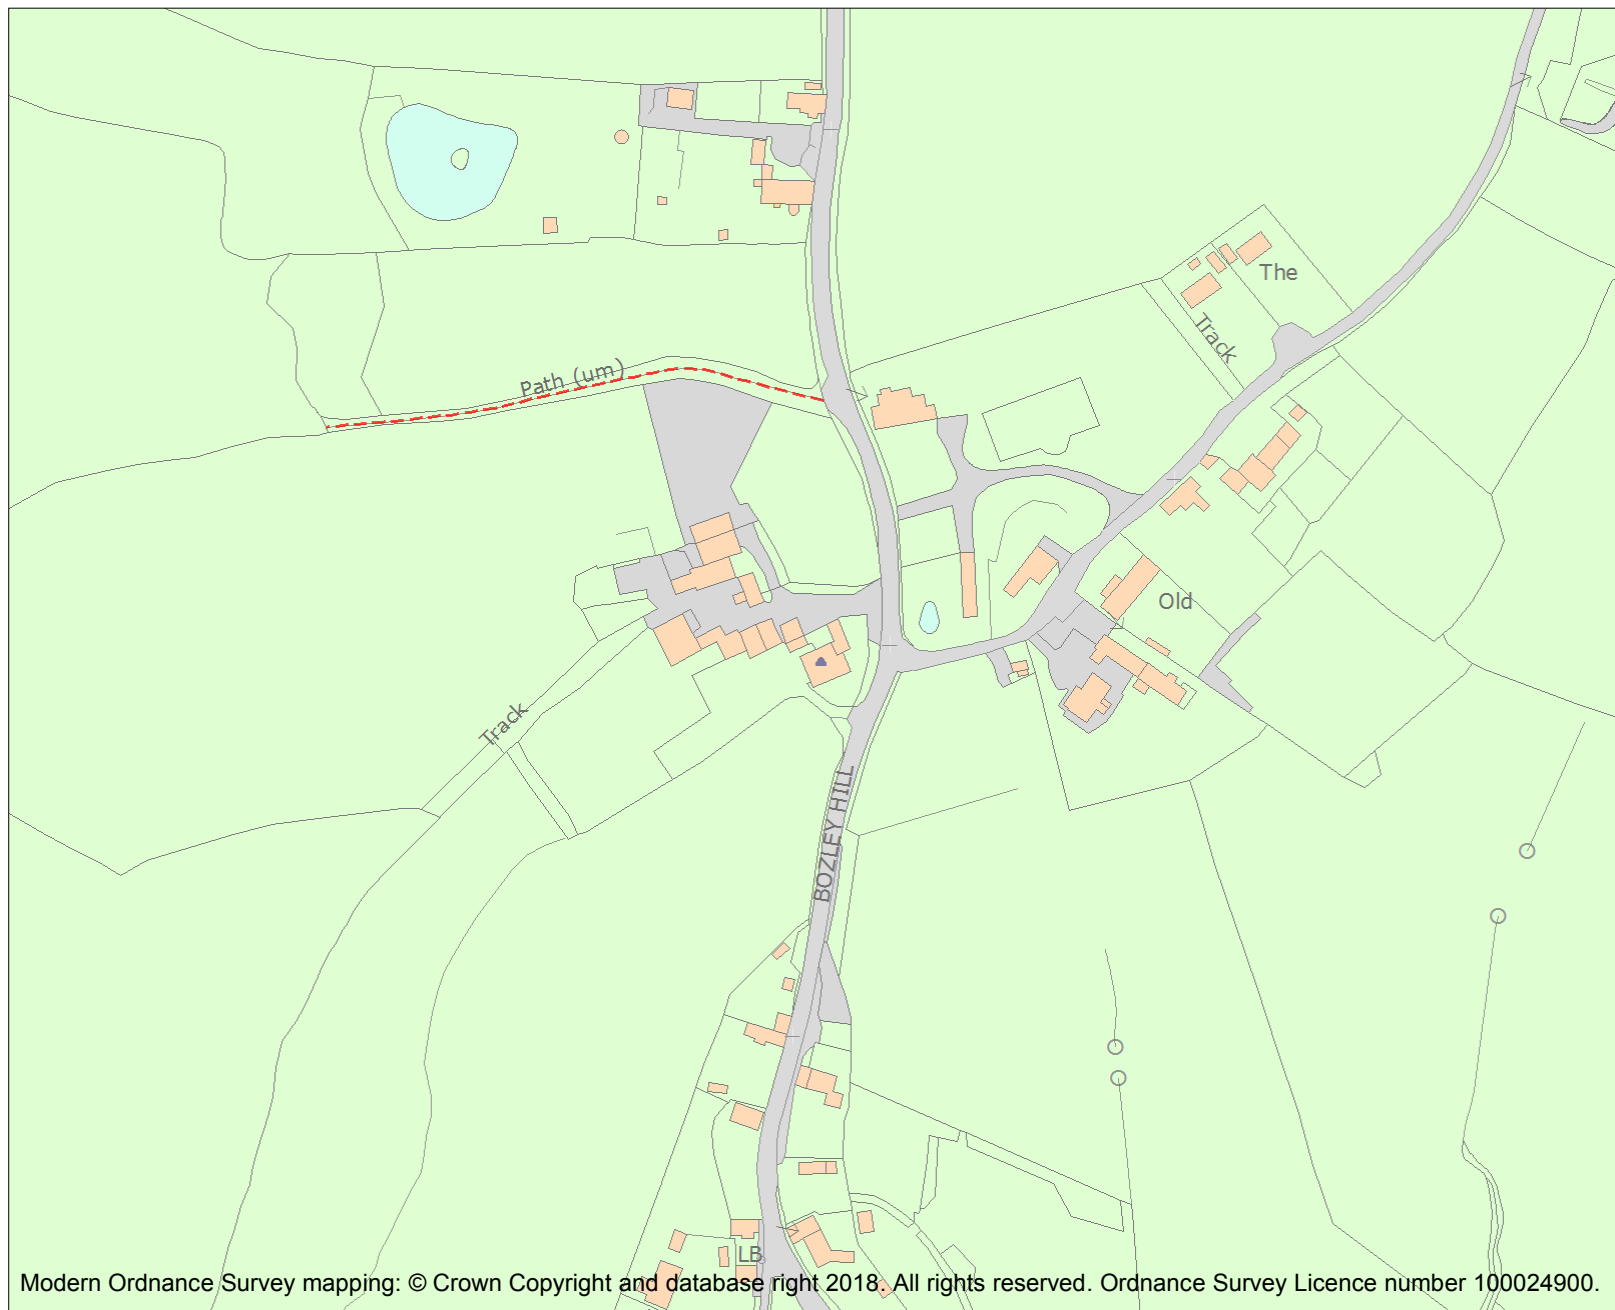 The
Track
Path (um)
Old
Track
BOZLEY HILL
LB
Modern Ordnance Survey mapping: © Crown Copyright and database right 2018. All rights reserved. Ordnance Survey Licence number 100024900.